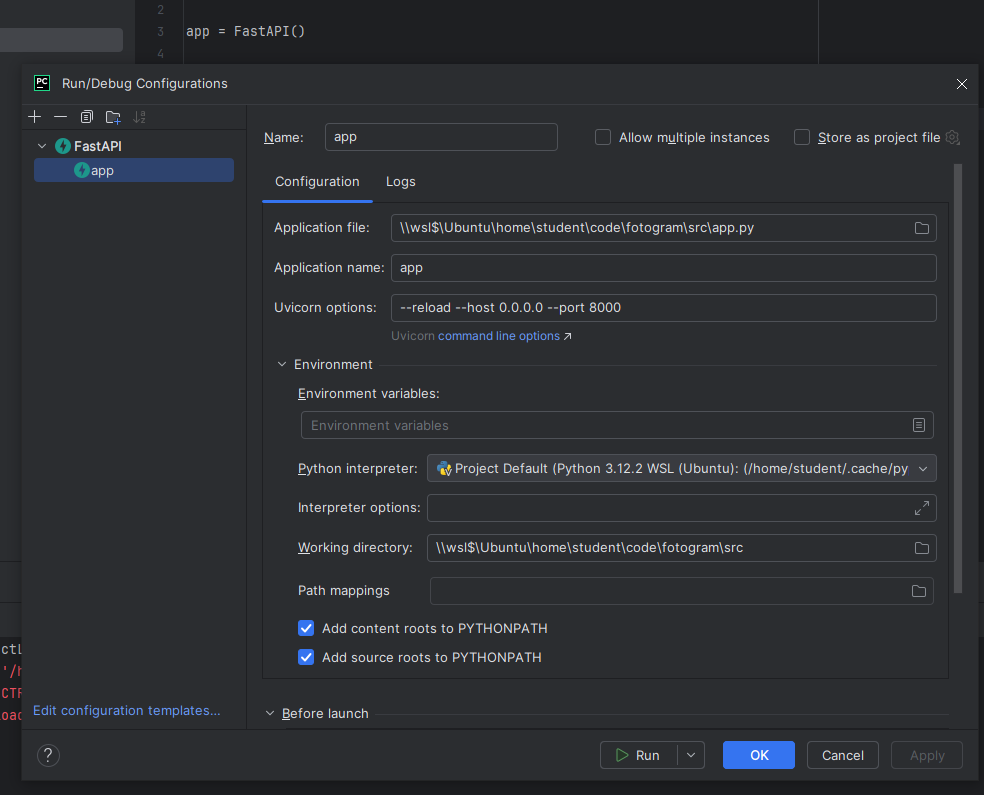 2
3 app = FastAPI()
4
PC Run/Debug Configurations
FastAPI
app
Name: app Allow multiple instances Store as project file
Configuration Logs
Application file: \\wsl$\Ubuntu\home\student\code\fotogram\src\app.py
Application name: app
Uvicorn options: --reload --host 0.0.0.0 --port 8000
Uvicorn command line options ↗
Environment
Environment variables:
Environment variables
Python interpreter: Project Default (Python 3.12.2 WSL (Ubuntu): (/home/student/.cache/py
Interpreter options:
Working directory: \\wsl$\Ubuntu\home\student\code\fotogram\src
Path mappings
Add content roots to PYTHONPATH
Add source roots to PYTHONPATH
Edit configuration templates...
Before launch
? Run OK Cancel Apply